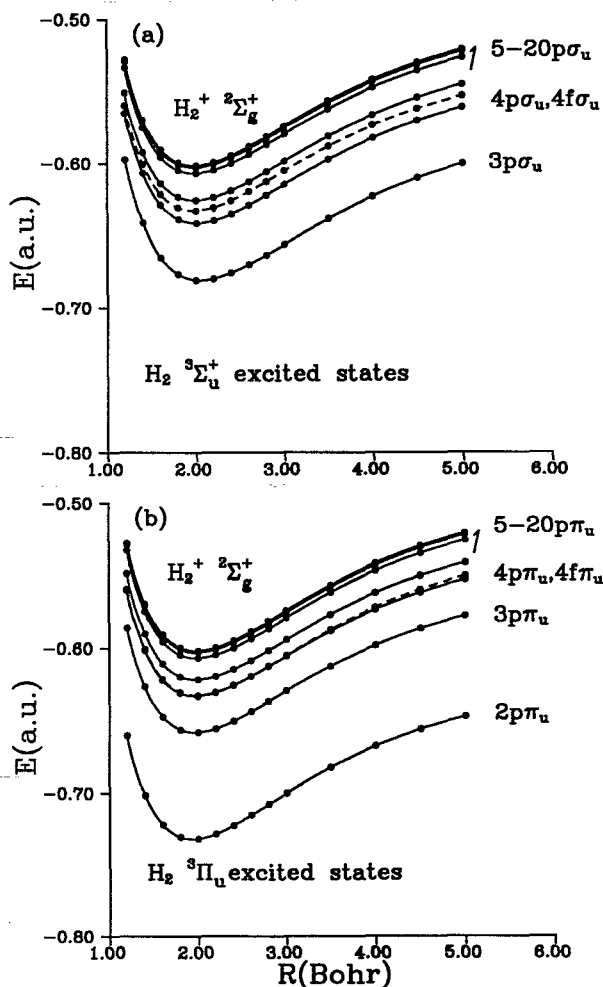 −0.50
(a)
5−20pσu
H2+ 2Σg+
4pσu,4fσu
−0.60
3pσu
E(a.u.)
−0.70
H2 3Σu+ excited states
−0.80
1.00 2.00 3.00 4.00 5.00 6.00
−0.50
(b)
5−20pπu
H2+ 2Σg+
4pπu,4fπu
−0.60
3pπu
E(a.u.)
2pπu
−0.70
H2 3Πu excited states
−0.80
1.00 2.00 3.00 4.00 5.00 6.00
R(Bohr)